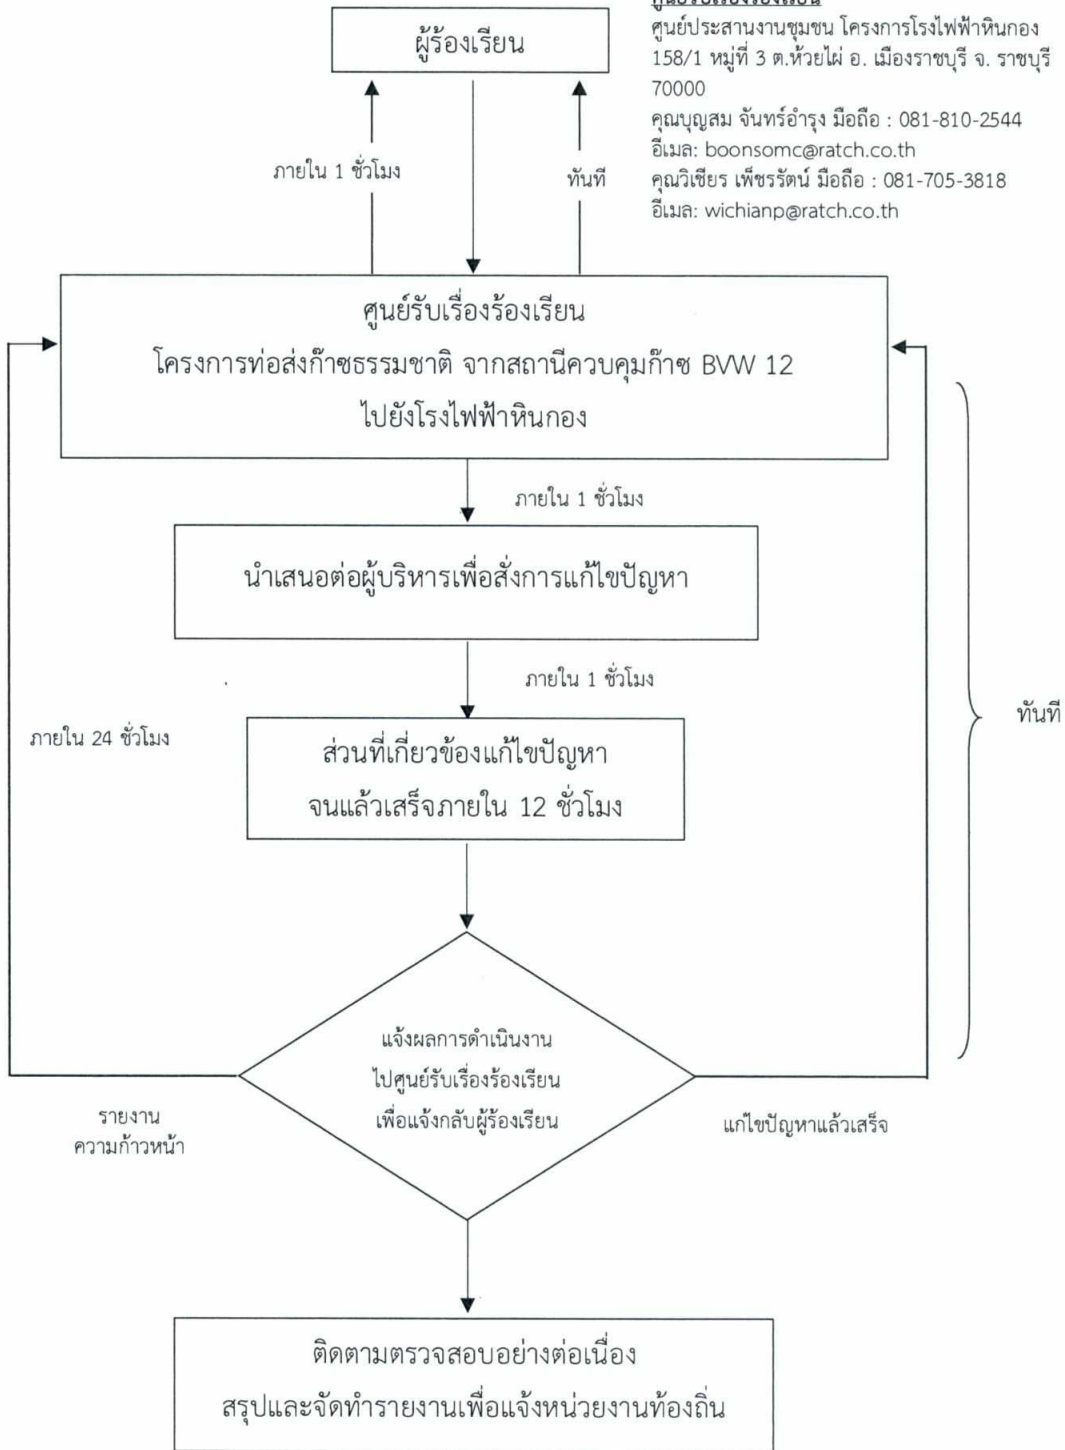 ผู้ร้องเรียน
ศูนย์รับเรื่องร้องเรียน
ศูนย์ประสานงานชุมชน โครงการโรงไฟฟ้าหินกอง
158/1 หมู่ที่ 3 ต.ห้วยไผ่ อ. เมืองราชบุรี จ. ราชบุรี
70000
คุณบุญสม จันทร์อำรุง มือถือ : 081-810-2544
อีเมล: boonsomc@ratch.co.th
คุณวิเชียร เพ็ชรรัตน์ มือถือ : 081-705-3818
อีเมล: wichianp@ratch.co.th
ภายใน 1 ชั่วโมง
ทันที
ศูนย์รับเรื่องร้องเรียน
โครงการท่อส่งก๊าซธรรมชาติ จากสถานีควบคุมก๊าซ BVW 12
ไปยังโรงไฟฟ้าหินกอง
ภายใน 1 ชั่วโมง
นำเสนอต่อผู้บริหารเพื่อสั่งการแก้ไขปัญหา
ภายใน 1 ชั่วโมง
ภายใน 24 ชั่วโมง
ส่วนที่เกี่ยวข้องแก้ไขปัญหา
จนแล้วเสร็จภายใน 12 ชั่วโมง
ทันที
แจ้งผลการดำเนินงาน
ไปศูนย์รับเรื่องร้องเรียน
เพื่อแจ้งกลับผู้ร้องเรียน
รายงาน
ความก้าวหน้า
แก้ไขปัญหาแล้วเสร็จ
ติดตามตรวจสอบอย่างต่อเนื่อง
สรุปและจัดทำรายงานเพื่อแจ้งหน่วยงานท้องถิ่น